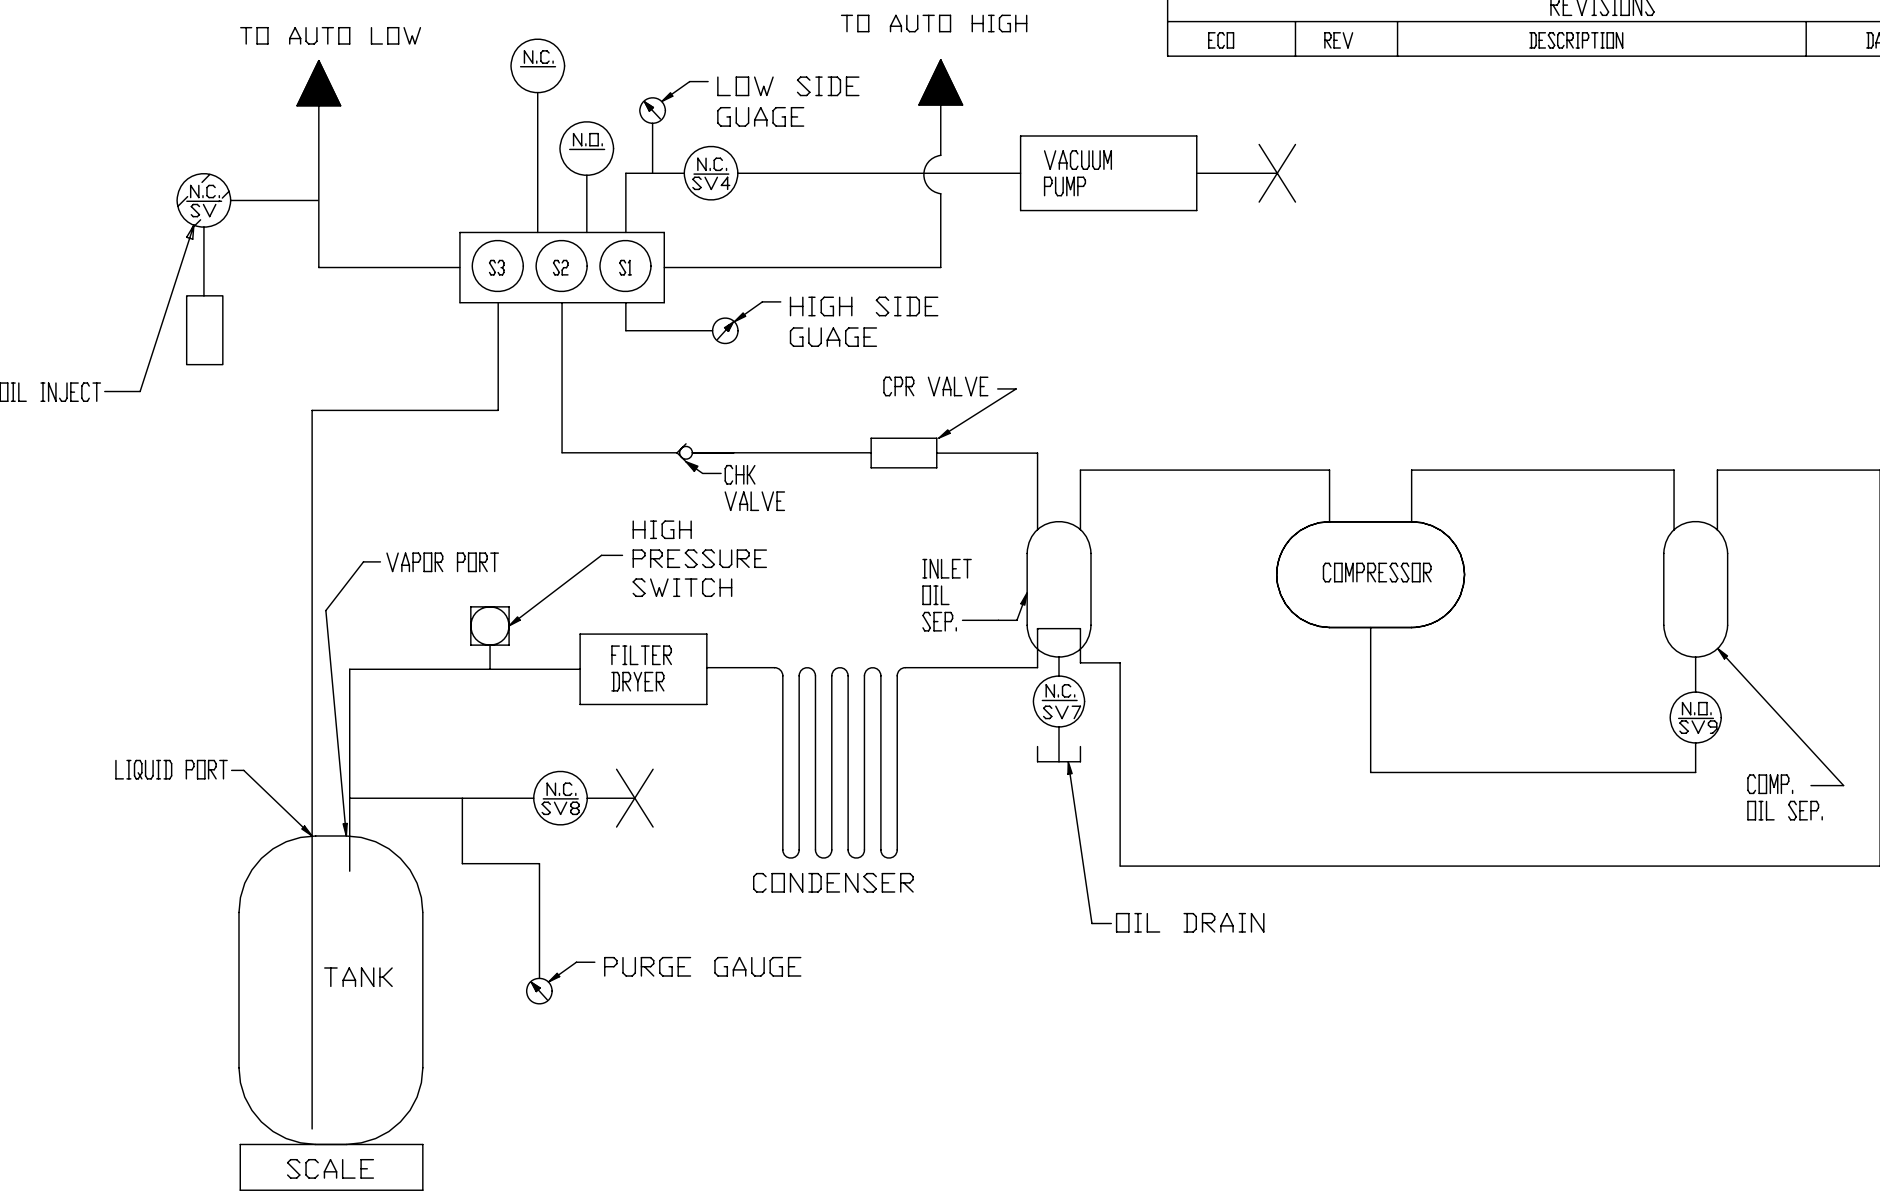 REVISIONS
ECO REV DESCRIPTION DA
TO AUTO LOW
TO AUTO HIGH
N.C.
LOW SIDE
GUAGE
N.O.
N.C.
SV4
VACUUM
PUMP
N.C.
SV
S3 S2 S1
HIGH SIDE
GUAGE
OIL INJECT
CPR VALVE
CHK
VALVE
HIGH
PRESSURE
SWITCH
VAPOR PORT
INLET
OIL
SEP.
COMPRESSOR
FILTER
DRYER
N.C.
SV7
N.O.
SV9
LIQUID PORT
N.C.
SV8
COMP.
OIL SEP.
CONDENSER
OIL DRAIN
TANK
PURGE GAUGE
SCALE